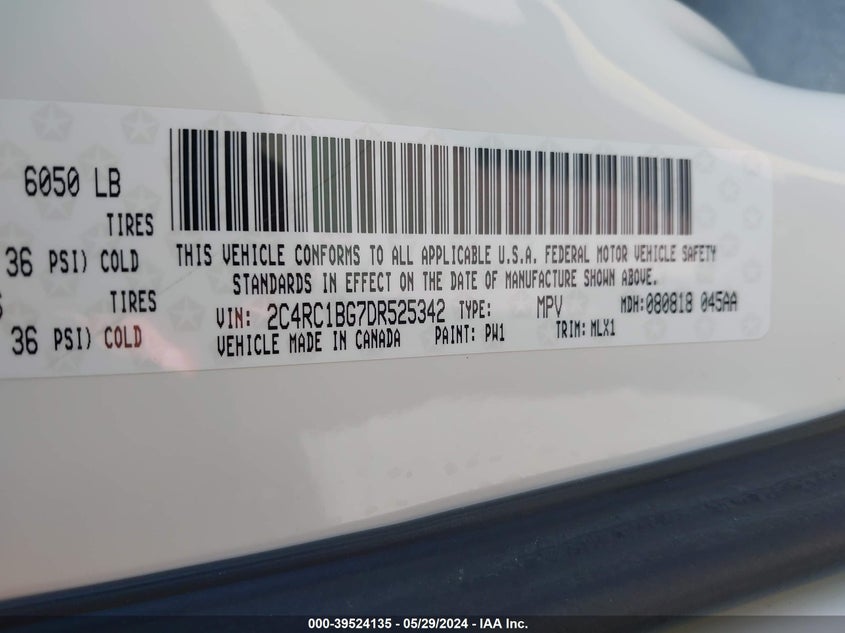 6050 LB
TIRES
36 PSI) COLD
TIRES
36 PSI) COLD
THIS VEHICLE CONFORMS TO ALL APPLICABLE U.S.A. FEDERAL MOTOR VEHICLE SAFETY
STANDARDS IN EFFECT ON THE DATE OF MANUFACTURE SHOWN ABOVE.
VIN: 2C4RC1BG7DR525342 TYPE: MPV MDH:080818 045AA
VEHICLE MADE IN CANADA PAINT: PW1 TRIM: MLX1
000-39524135 - 05/29/2024 - IAA Inc.